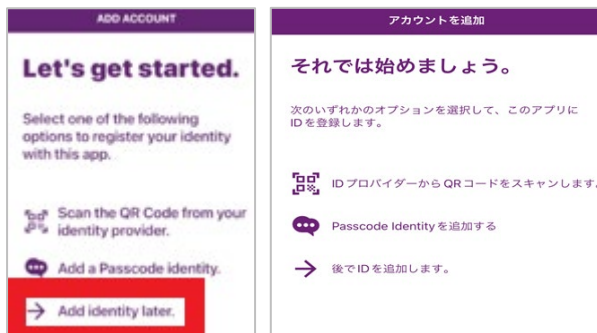 ADD ACCOUNT
Let's get started.
Select one of the following
options to register your identity
with this app.
Scan the QR Code from your
identity provider.
Add a Passcode identity.
Add identity later.
アカウントを追加
それでは始めましょう。
次のいずれかのオプションを選択して、このアプリに
IDを登録します。
IDプロバイダーからQRコードをスキャンします。
Passcode Identityを追加する
後でIDを追加します。